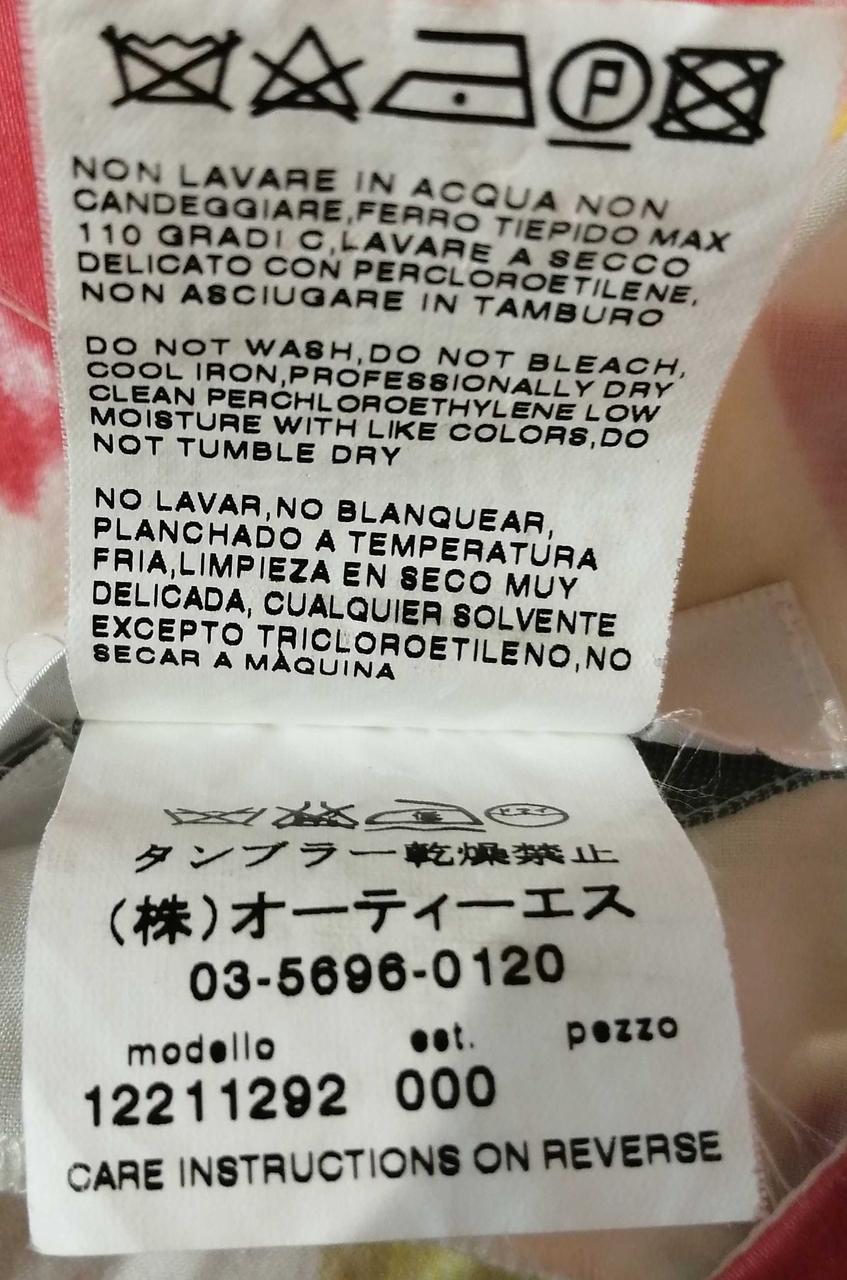 P
NON LAVARE IN ACQUA NON
CANDEGGIARE,FERRO TIEPIDO MAX
110 GRADI C,LAVARE A SECCO
DELICATO CON PERCLOROETILENE,
NON ASCIUGARE IN TAMBURO
DO NOT WASH,DO NOT BLEACH,
COOL IRON,PROFESSIONALLY DRY
CLEAN PERCHLOROETHYLENE LOW
MOISTURE WITH LIKE COLORS,DO
NOT TUMBLE DRY
NO LAVAR,NO BLANQUEAR,
PLANCHADO A TEMPERATURA
FRIA,LIMPIEZA EN SECO MUY
DELICADA, CUALQUIER SOLVENTE
EXCEPTO TRICLOROETILENO,NO
SECAR A MÀQUINA
タンブラー乾燥禁止
(株)オーティーエス
03-5696-0120
modello est. pezzo
12211292 000
CARE INSTRUCTIONS ON REVERSE